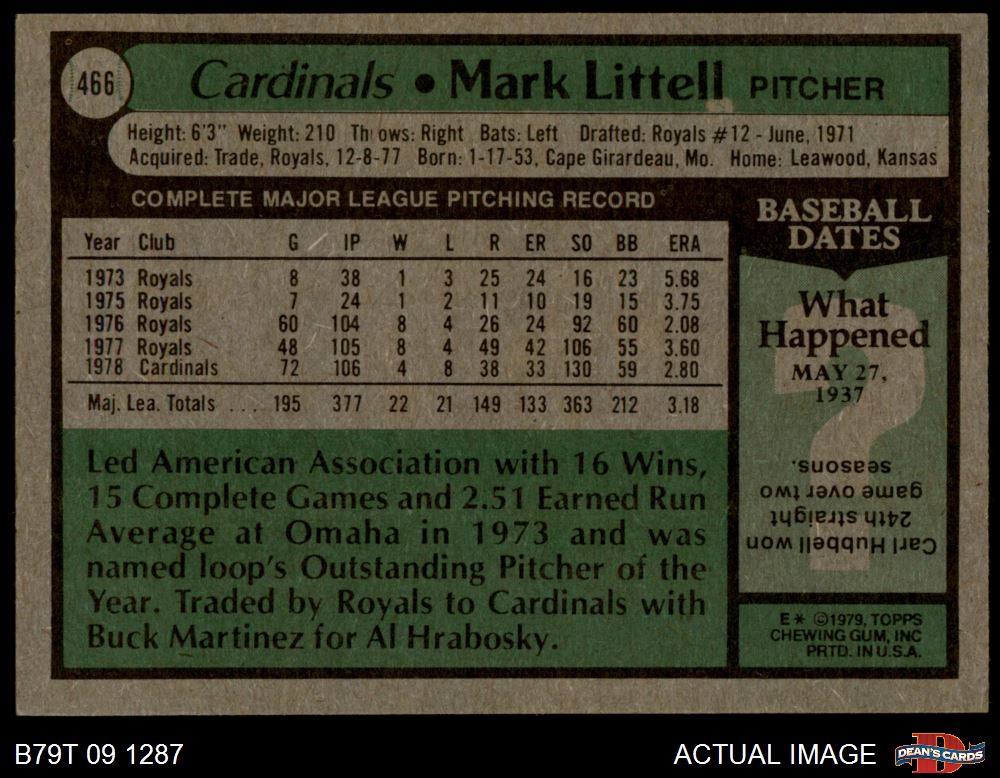 466
Cardinals • Mark Littell PITCHER
Height: 6'3" Weight: 210 Throws: Right Bats: Left Drafted: Royals #12 - June, 1971
Acquired: Trade, Royals, 12-8-77 Born: 1-17-53, Cape Girardeau, Mo. Home: Leawood, Kansas
COMPLETE MAJOR LEAGUE PITCHING RECORD
Year Club G IP W L R ER SO BB ERA
1973 Royals 8 38 1 3 25 24 16 23 5.68
1975 Royals 7 24 1 2 11 10 19 15 3.75
1976 Royals 60 104 8 4 26 24 92 60 2.08
1977 Royals 48 105 8 4 49 42 106 55 3.60
1978 Cardinals 72 106 4 8 38 33 130 59 2.80
Maj. Lea. Totals . . . 195 377 22 21 149 133 363 212 3.18
Led American Association with 16 Wins,
15 Complete Games and 2.51 Earned Run
Average at Omaha in 1973 and was
named loop's Outstanding Pitcher of the
Year. Traded by Royals to Cardinals with
Buck Martinez for Al Hrabosky.
BASEBALL
DATES
What
Happened
MAY 27,
1937
?
Carl Hubbell won
24th straight
game over two
seasons.
E* ©1979, TOPPS
CHEWING GUM, INC
PRTD. IN U.S.A.
B79T 09 1287
ACTUAL IMAGE
DEAN'S CARDS